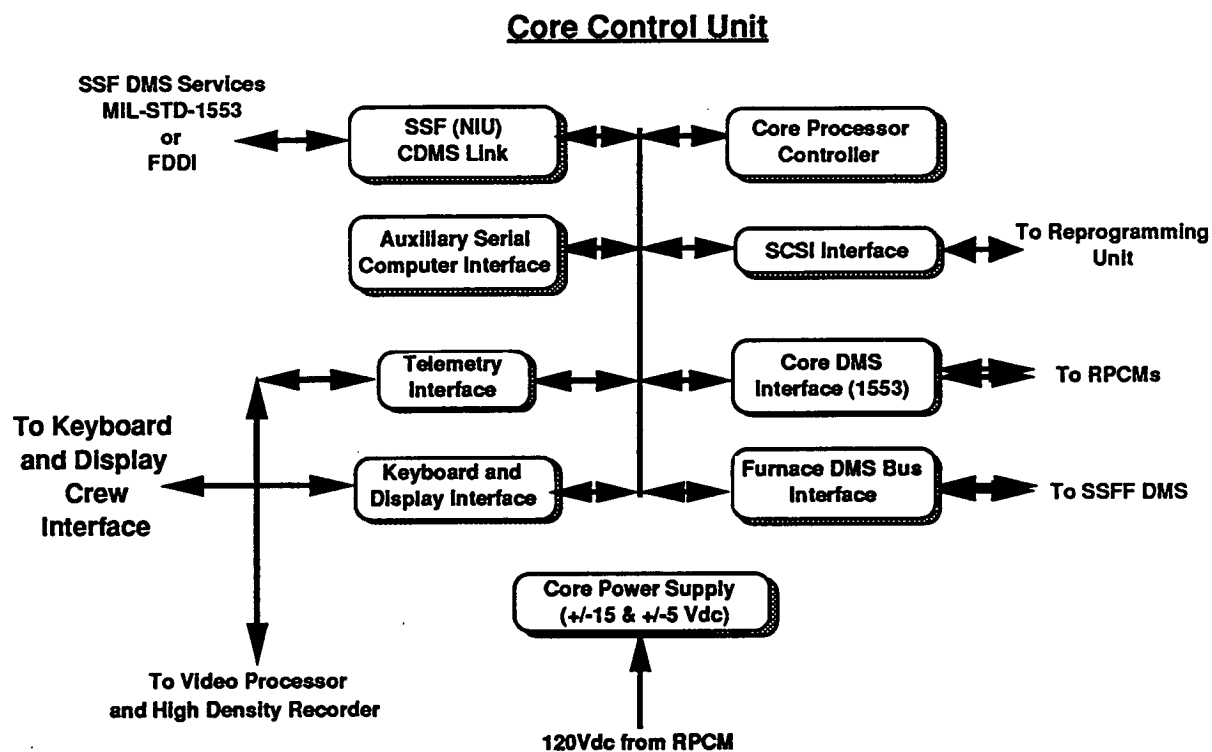 Core Control Unit
SSF DMS Services
MIL-STD-1553
or
FDDI
SSF (NIU)
CDMS Link
Core Processor
Controller
Auxiliary Serial
Computer Interface
SCSI Interface
To Reprogramming
Unit
Telemetry
Interface
Core DMS
Interface (1553)
To RPCMs
To Keyboard
and Display
Crew
Interface
Keyboard and
Display Interface
Furnace DMS Bus
Interface
To SSFF DMS
Core Power Supply
(+/-15 & +/-5 Vdc)
To Video Processor
and High Density Recorder
120Vdc from RPCM